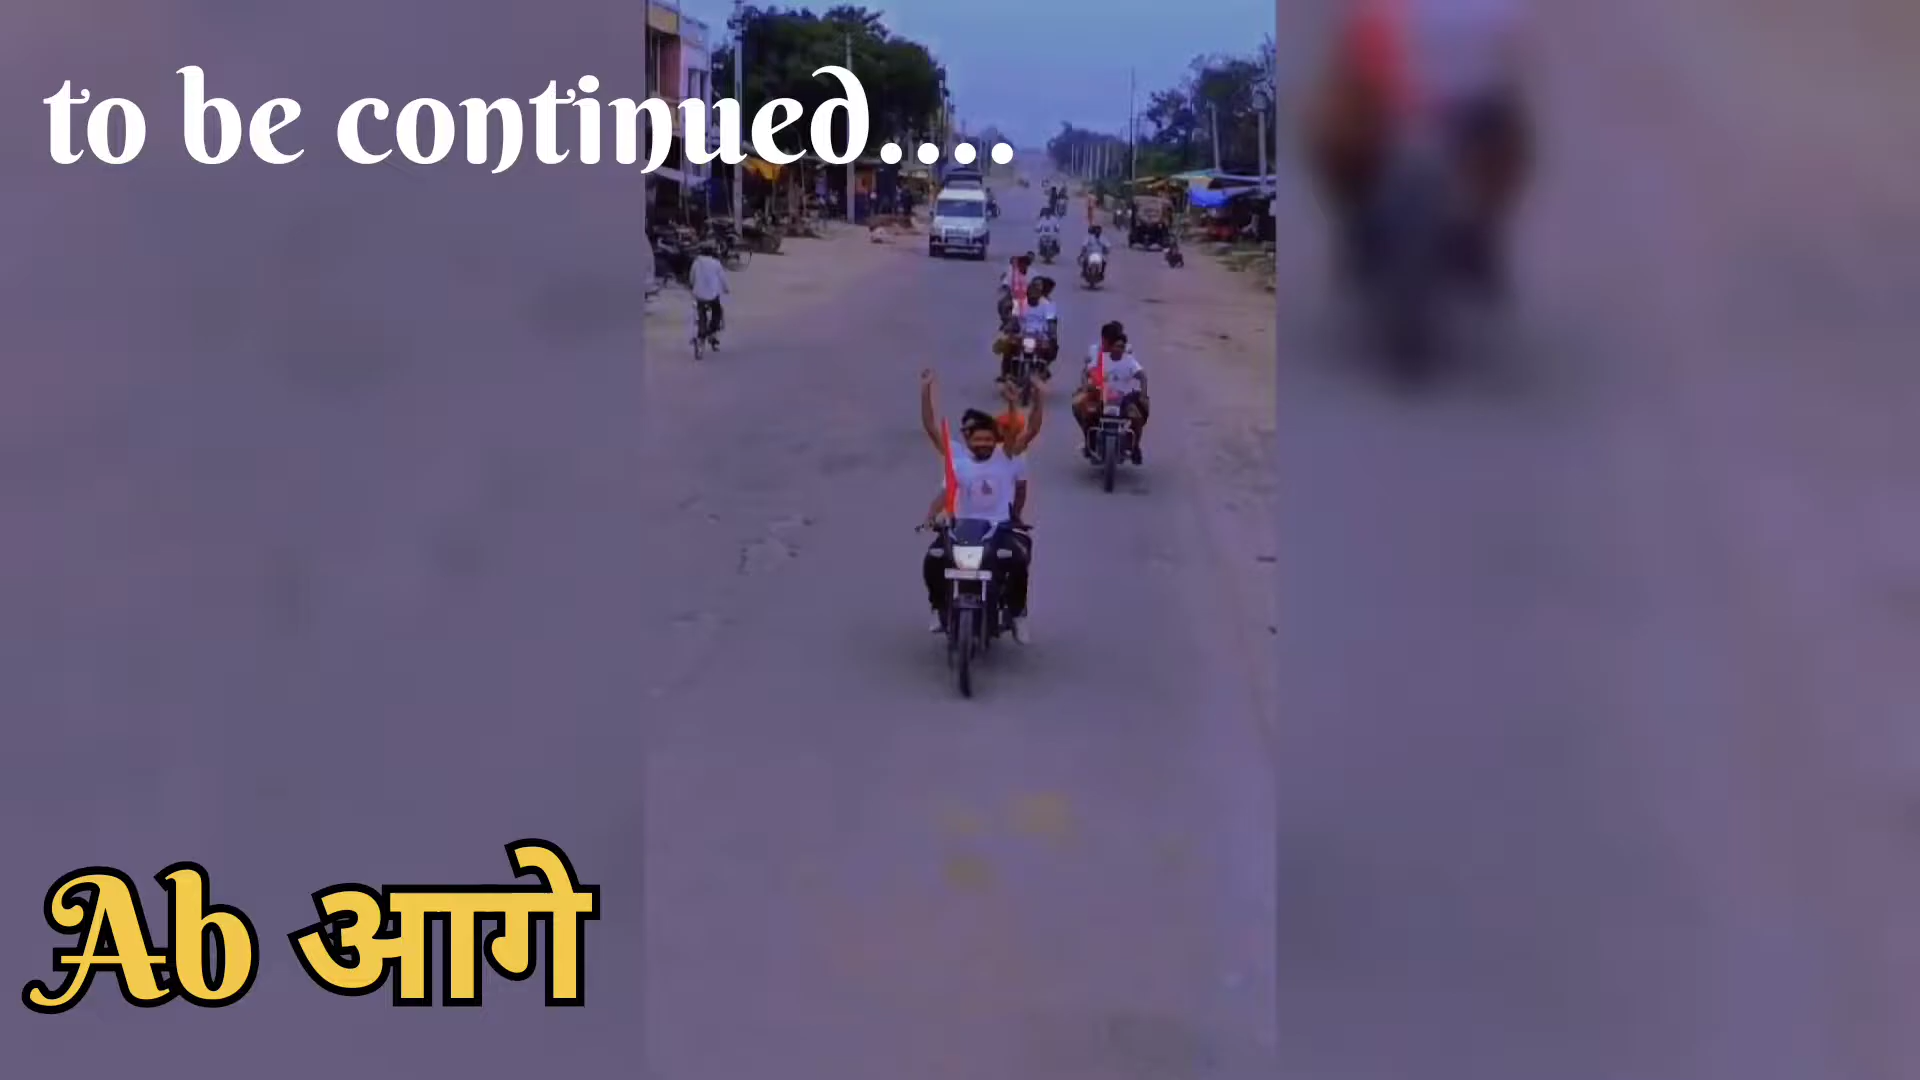 to be continued....
Ab आगे